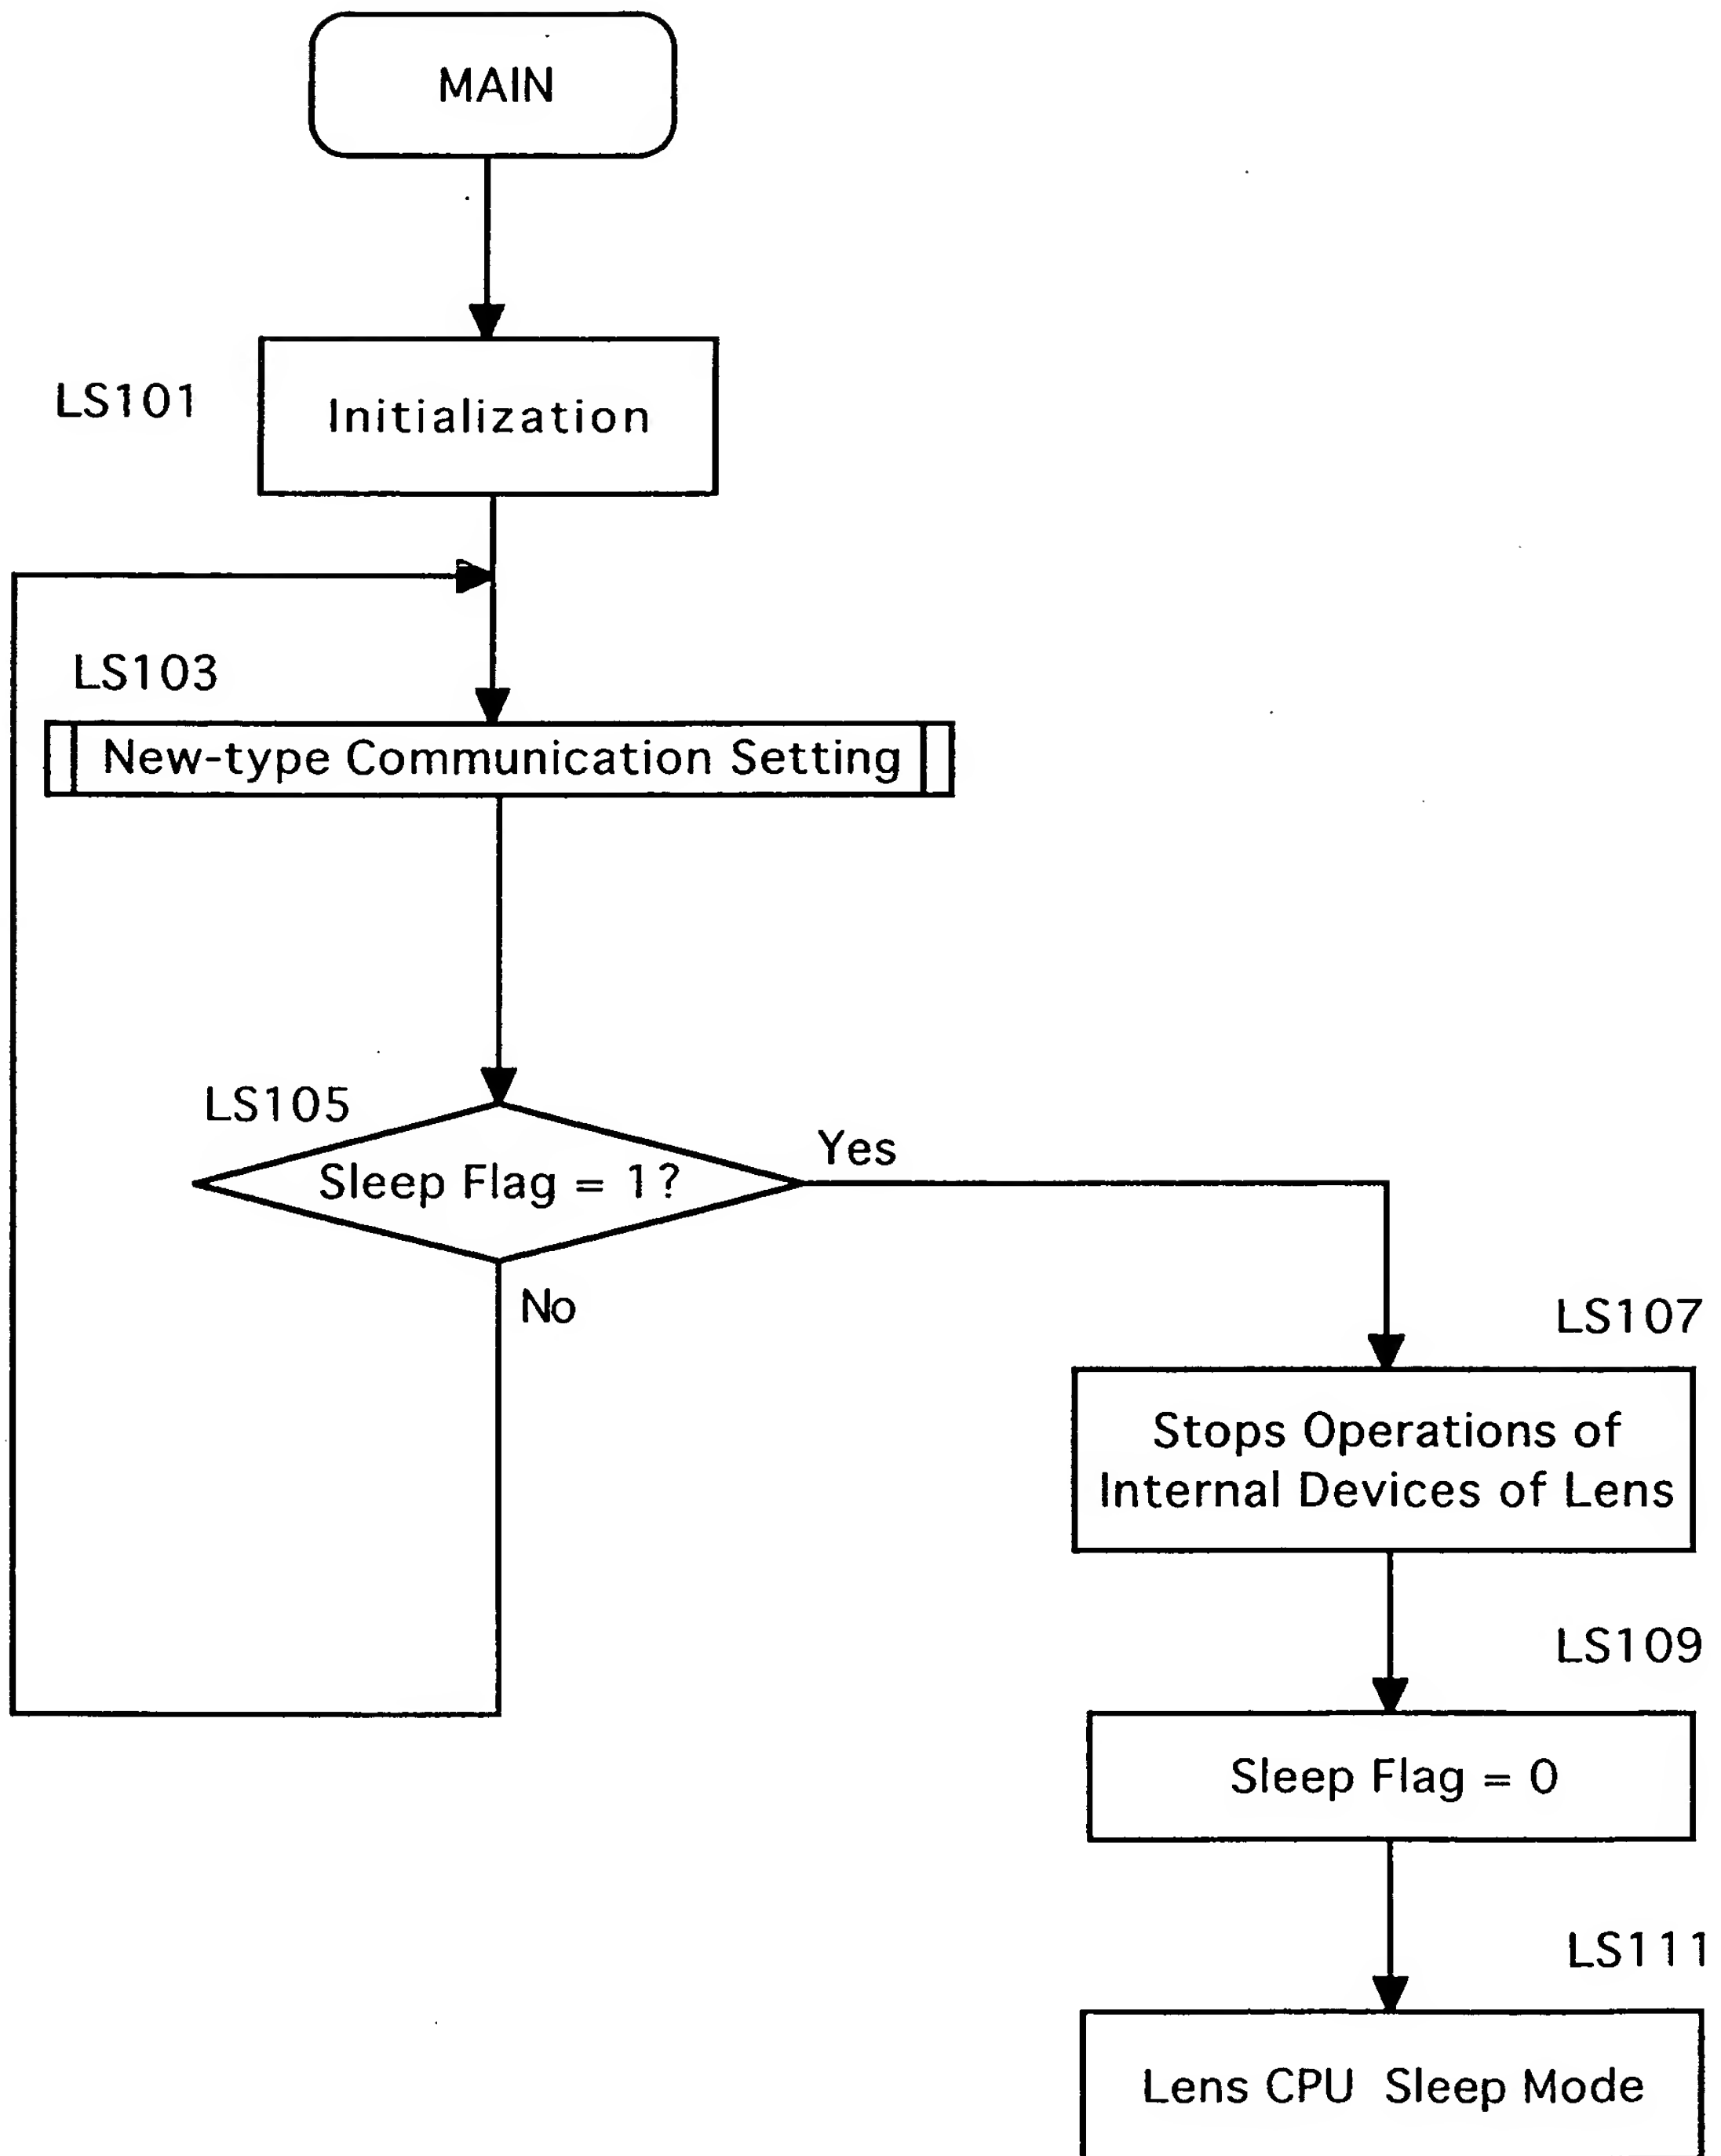 MAIN
LS101
Initialization
LS103
New-type Communication Setting
LS105
Sleep Flag = 1?
Yes
No
LS107
Stops Operations of
Internal Devices of Lens
LS109
Sleep Flag = 0
LS111
Lens CPU Sleep Mode